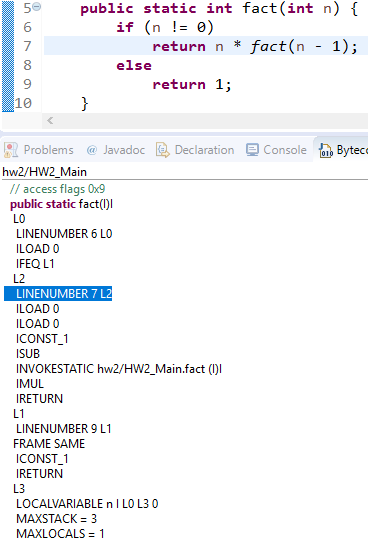 5 public static int fact(int n) {
6 if (n != 0)
7 return n * fact(n - 1);
8 else
9 return 1;
10 }
Problems @ Javadoc Declaration Console Byteco
hw2/HW2_Main
// access flags 0x9
public static fact(I)I
L0
LINENUMBER 6 L0
ILOAD 0
IFEQ L1
L2
LINENUMBER 7 L2
ILOAD 0
ILOAD 0
ICONST_1
ISUB
INVOKESTATIC hw2/HW2_Main.fact (I)I
IMUL
IRETURN
L1
LINENUMBER 9 L1
FRAME SAME
ICONST_1
IRETURN
L3
LOCALVARIABLE n I L0 L3 0
MAXSTACK = 3
MAXLOCALS = 1